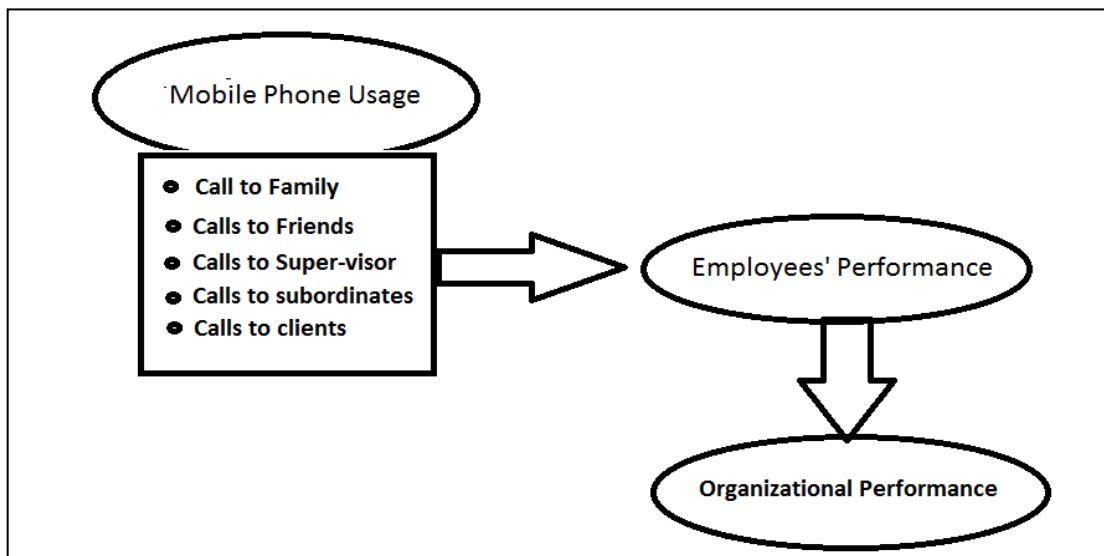 Mobile Phone Usage
Call to Family
Calls to Friends
Calls to Super-visor
Calls to subordinates
Calls to clients
Employees' Performance
Organizational Performance